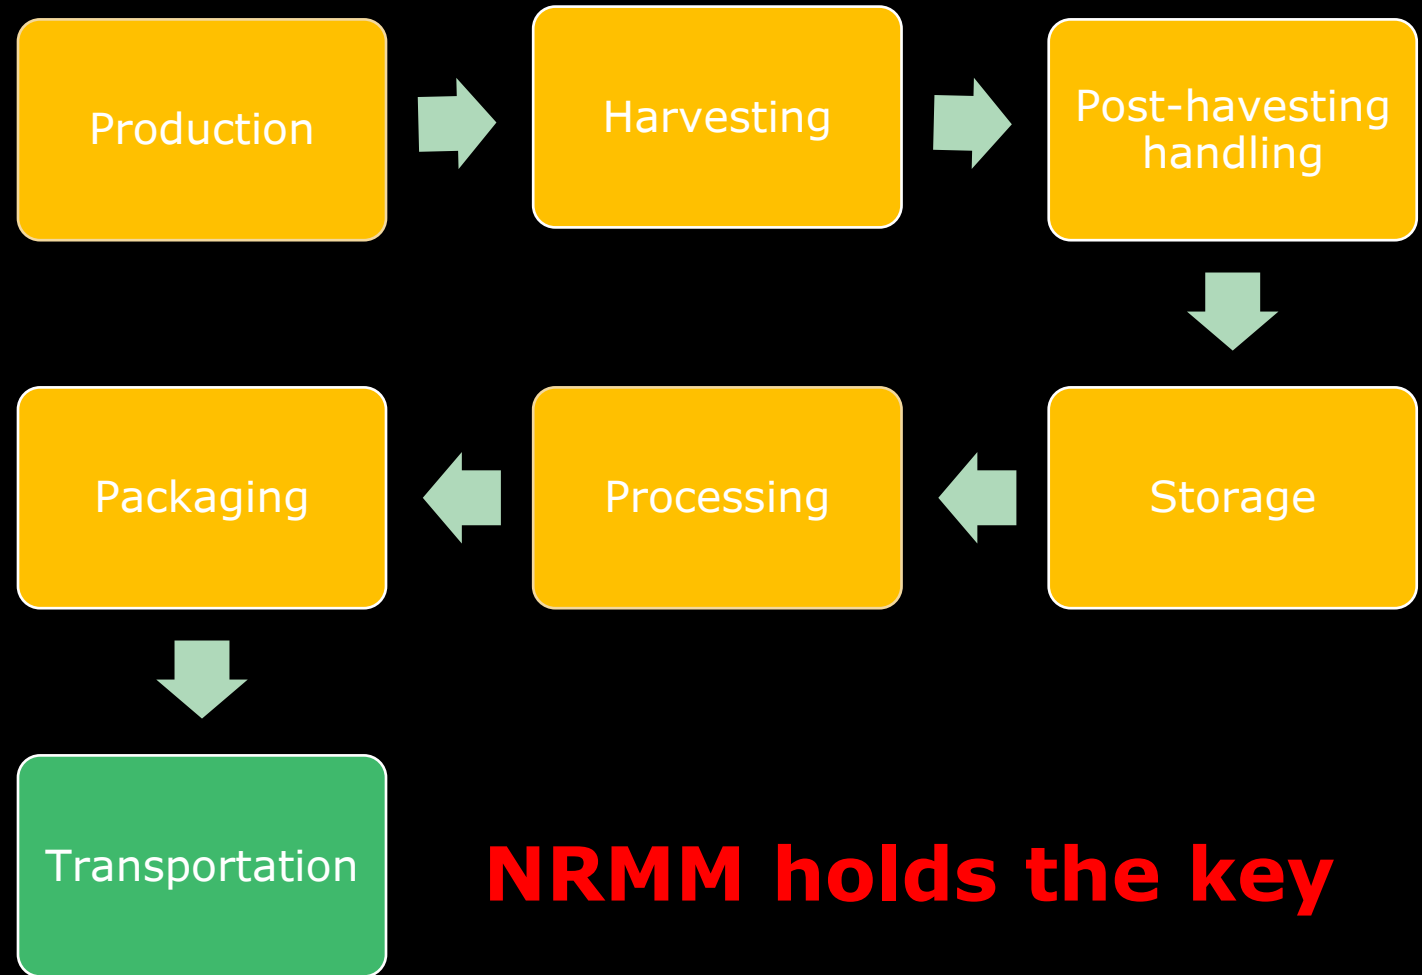 Production
Harvesting
Post-havesting
handling
Storage
Processing
Packaging
Transportation
NRMM holds the key